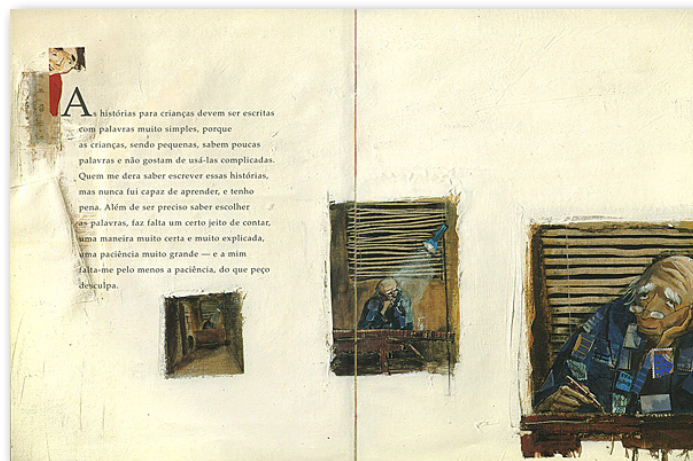 As histórias para crianças devem ser escritas
com palavras muito simples, porque
as crianças, sendo pequenas, sabem poucas
palavras e não gostam de usá-las complicadas.
Quem me dera saber escrever essas histórias,
mas nunca fui capaz de aprender, e tenho
pena. Além de ser preciso saber escolher
as palavras, faz falta um certo jeito de contar,
uma maneira muito certa e muito explicada,
uma paciência muito grande — e a mim
falta-me pelo menos a paciência, do que peço
desculpa.